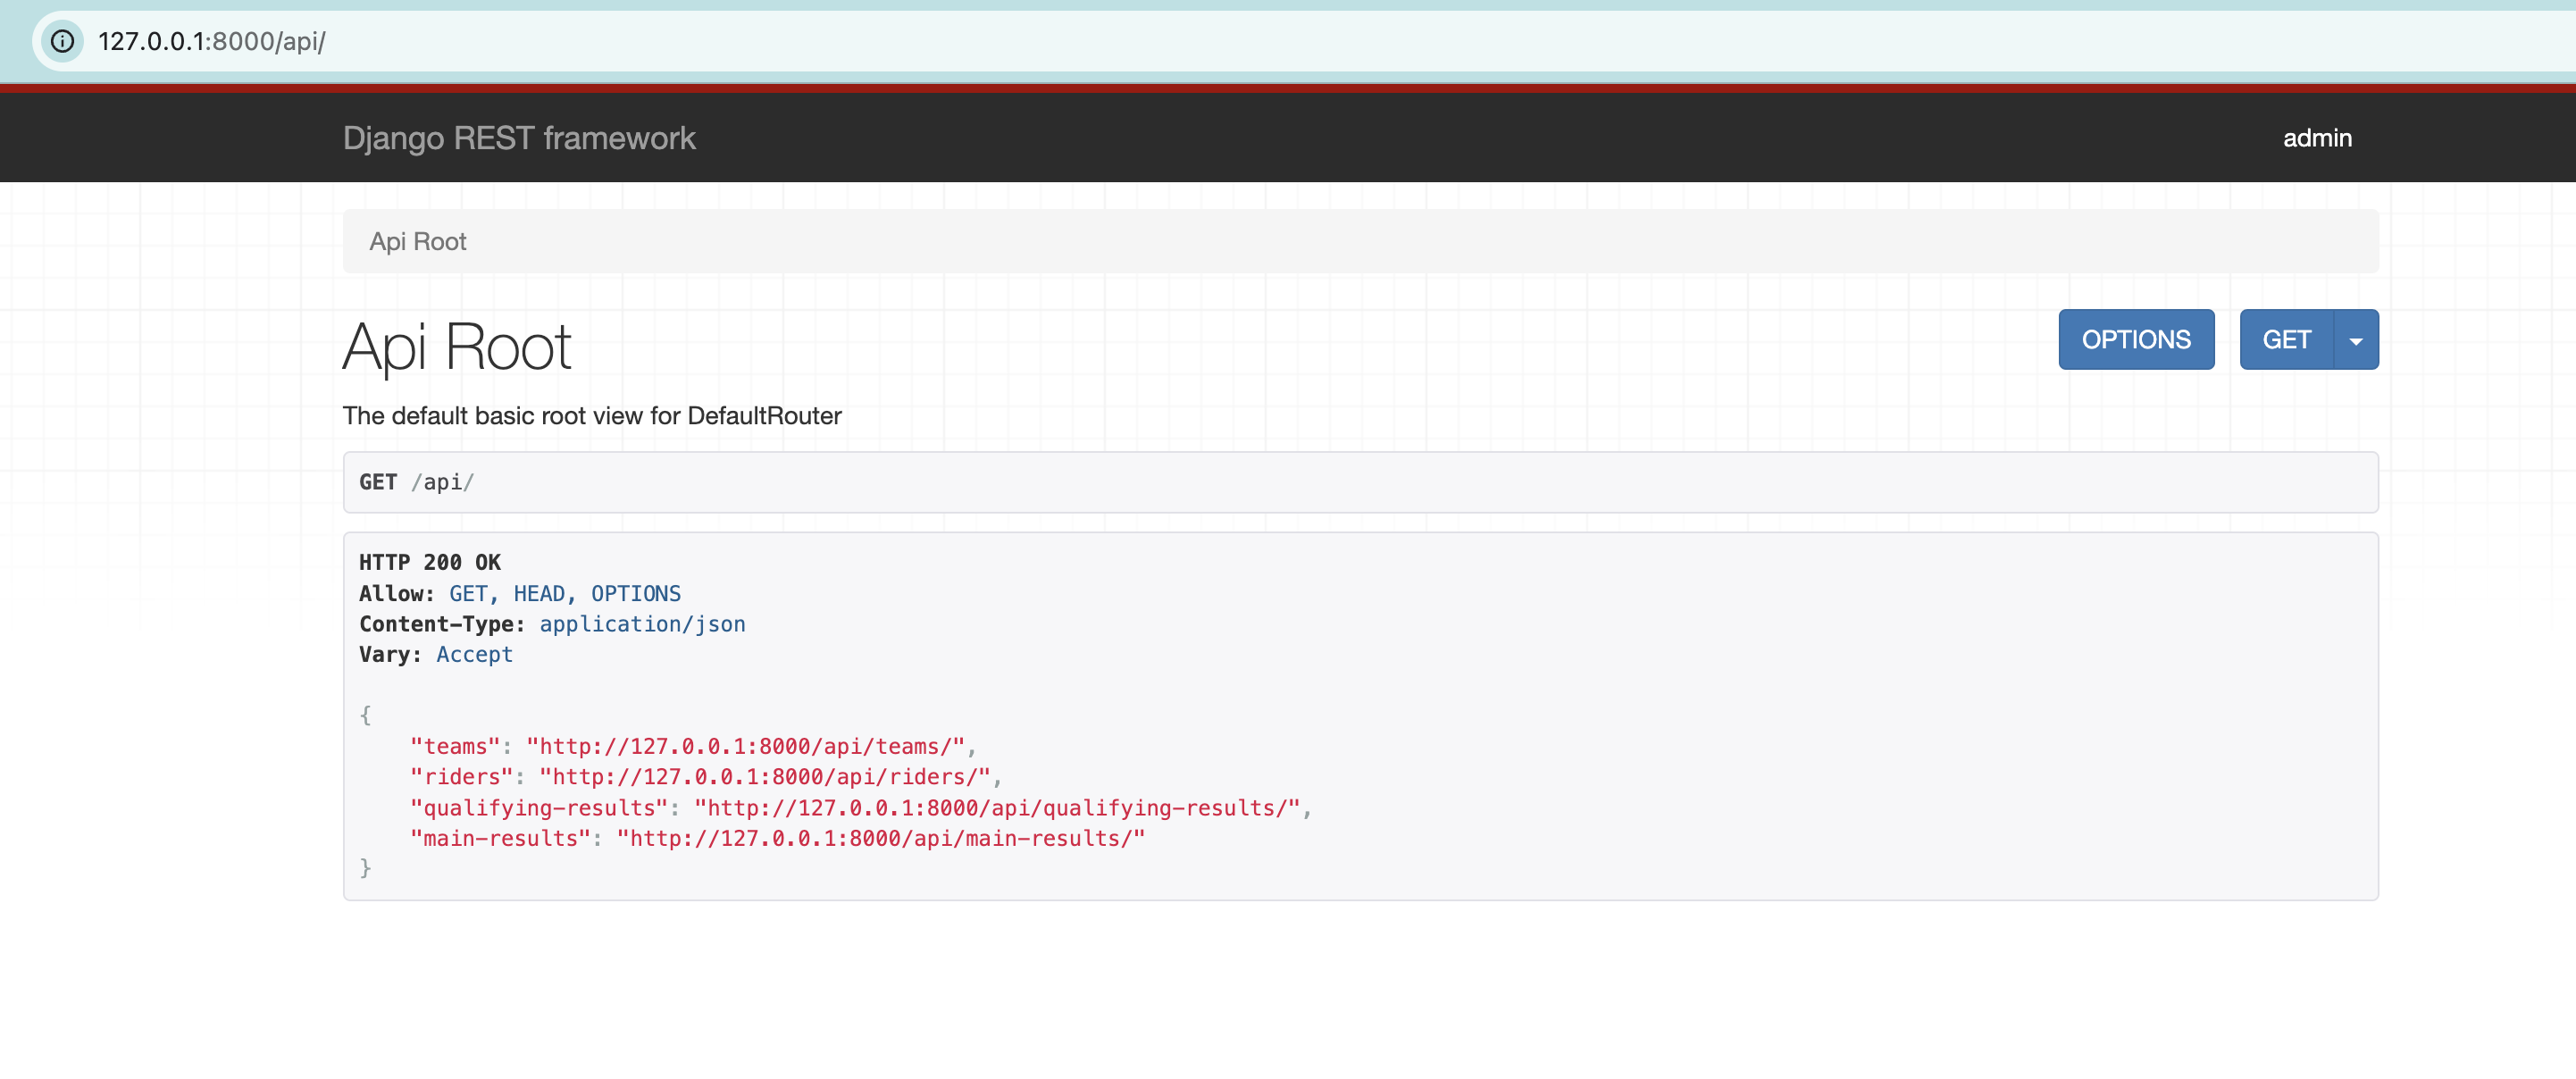 127.0.0.1:8000/api/
Django REST framework
admin
Api Root
Api Root
OPTIONS
GET
The default basic root view for DefaultRouter
GET /api/
HTTP 200 OK
Allow: GET, HEAD, OPTIONS
Content-Type: application/json
Vary: Accept
{
    "teams": "http://127.0.0.1:8000/api/teams/",
    "riders": "http://127.0.0.1:8000/api/riders/",
    "qualifying-results": "http://127.0.0.1:8000/api/qualifying-results/",
    "main-results": "http://127.0.0.1:8000/api/main-results/"
}